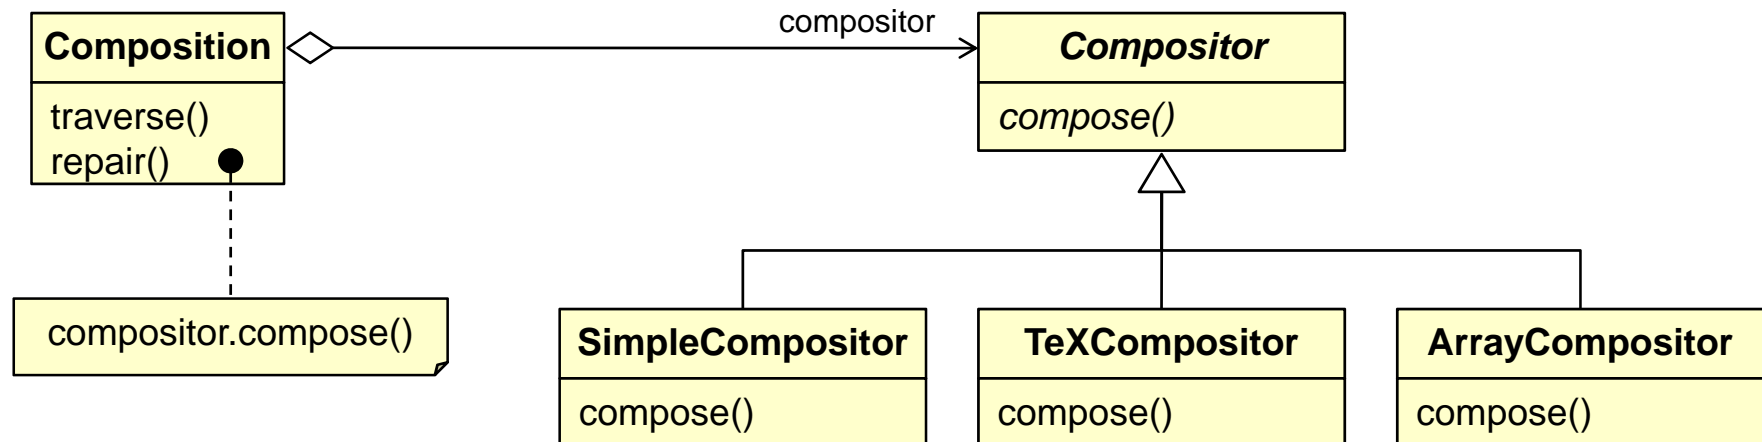 compositor
Composition
Compositor
traverse()
repair()
compose()
compositor.compose()
SimpleCompositor
TeXCompositor
ArrayCompositor
compose()
compose()
compose()